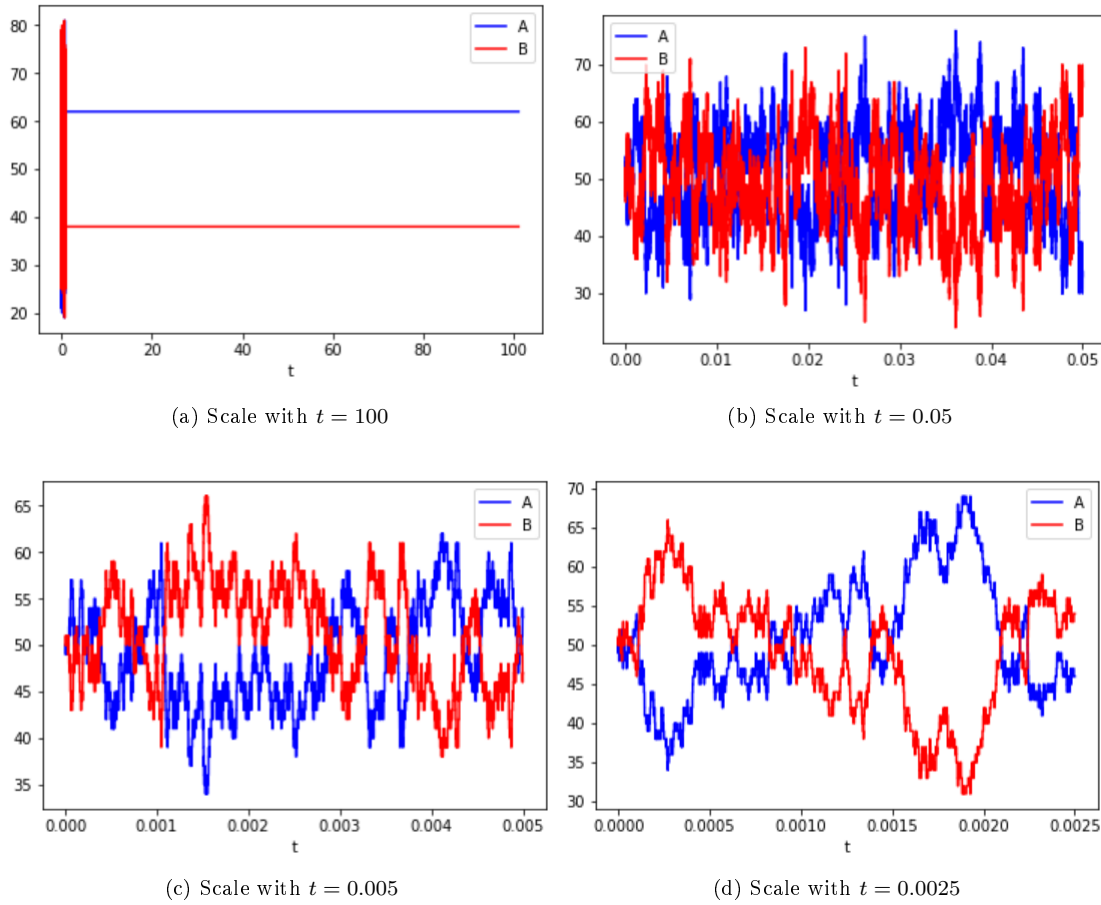 80
70
60
50
40
30
20
A
B
0 20 40 60 80 100
t
(a) Scale with t = 100
70
60
50
40
30
A
B
0.00 0.01 0.02 0.03 0.04 0.05
t
(b) Scale with t = 0.05
65
60
55
50
45
40
35
A
B
0.000 0.001 0.002 0.003 0.004 0.005
t
(c) Scale with t = 0.005
70
65
60
55
50
45
40
35
30
A
B
0.0000 0.0005 0.0010 0.0015 0.0020 0.0025
t
(d) Scale with t = 0.0025